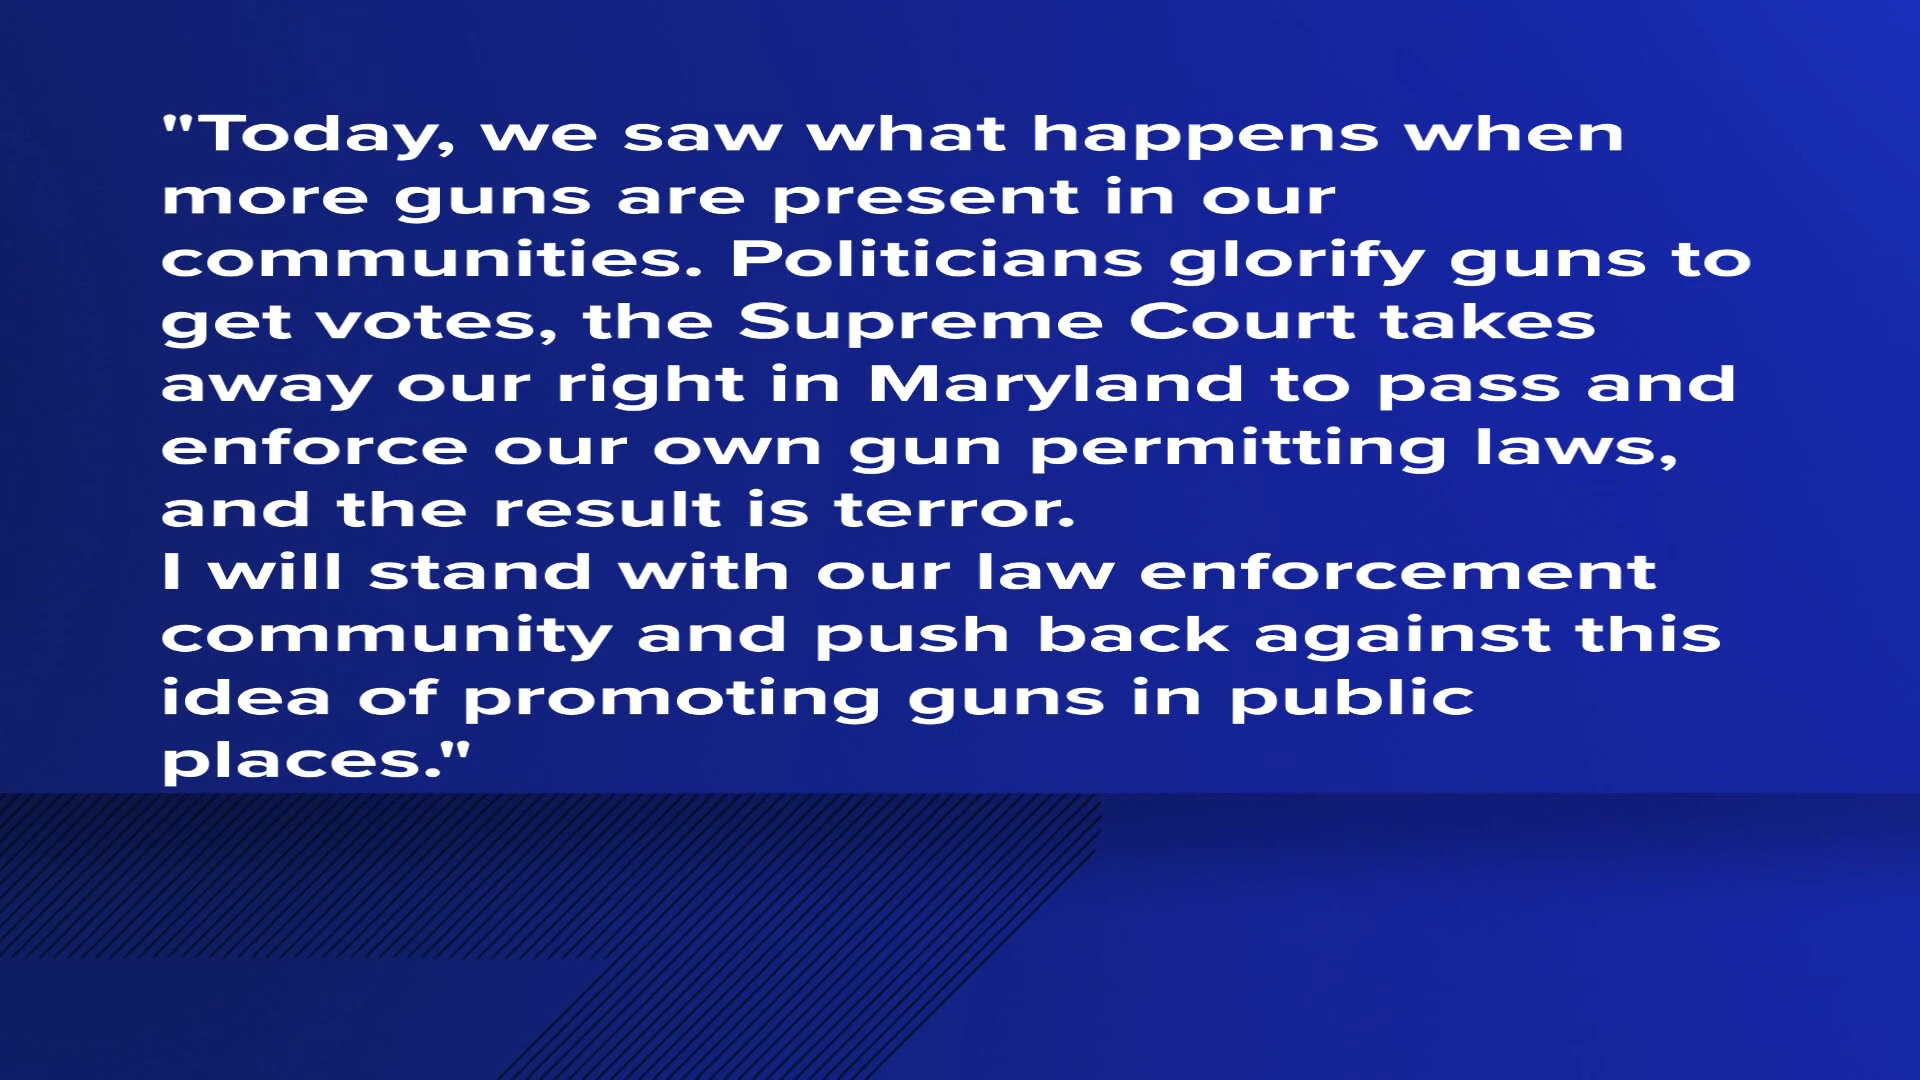 "Today, we saw what happens when
more guns are present in our
communities. Politicians glorify guns to
get votes, the Supreme Court takes
away our right in Maryland to pass and
enforce our own gun permitting laws,
and the result is terror.
I will stand with our law enforcement
community and push back against this
idea of promoting guns in public
places."